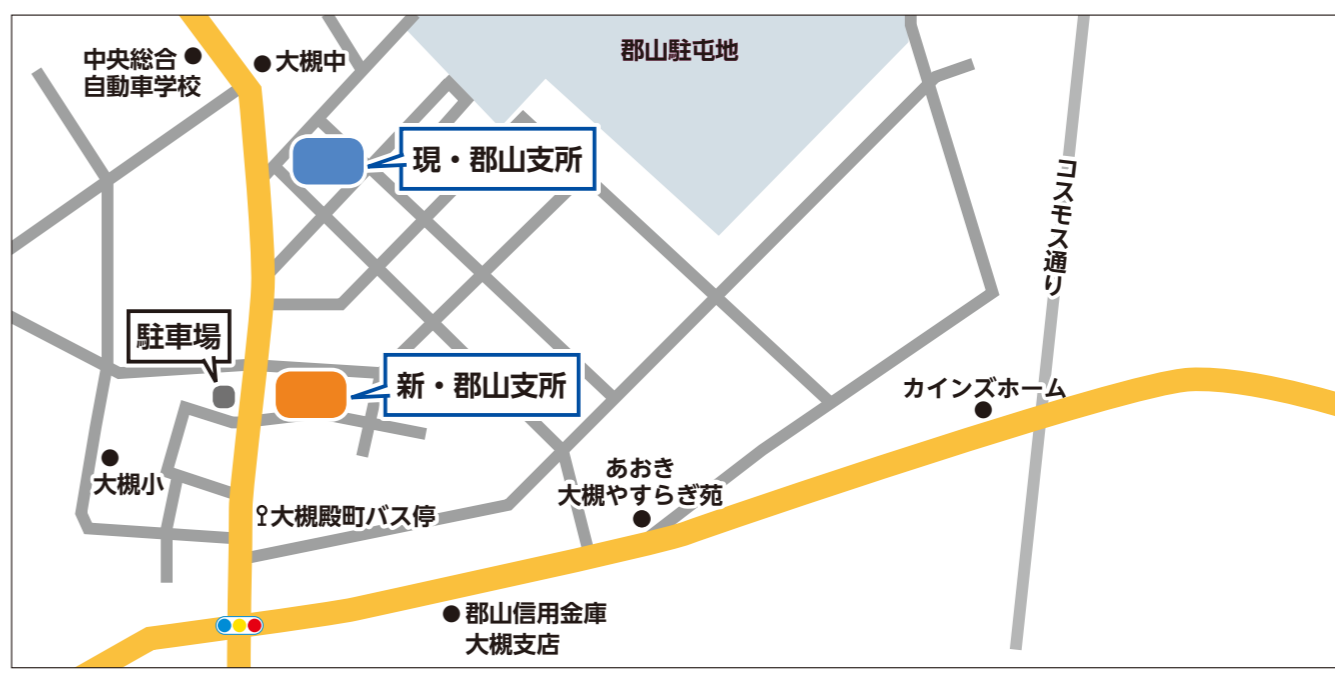 郡山駐屯地
中央総合
自動車学校
大槻中
現・郡山支所
コスモス通り
駐車場
新・郡山支所
カインズホーム
大槻小
あおき
大槻やすらぎ苑
大槻殿町バス停
郡山信用金庫
大槻支店